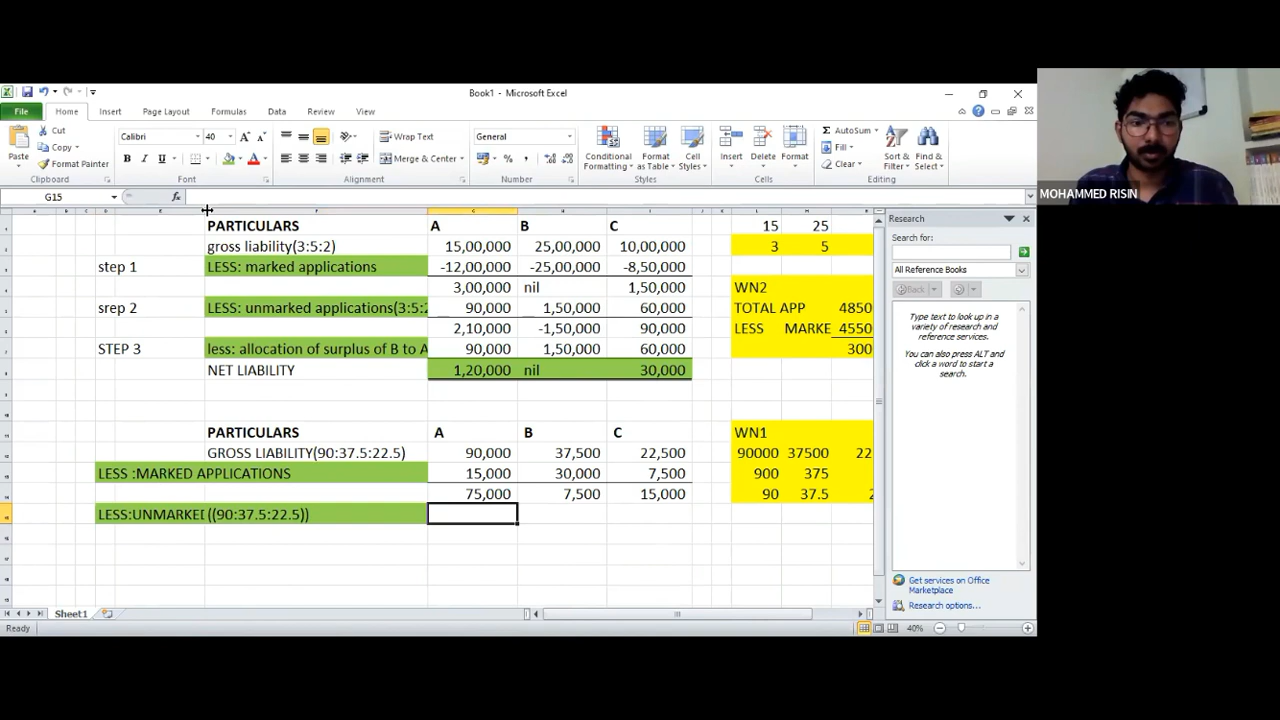 Book1 - Microsoft Excel
File Home Insert Page Layout Formulas Data Review View
Cut
Copy
Format Painter
Paste
Clipboard
Calibri 40
B I U
Font
Wrap Text
Merge & Center
Alignment
General
% ,
Number
Conditional Formatting
Format as Table
Cell Styles
Styles
Insert Delete Format
Cells
AutoSum
Fill
Clear
Sort & Filter
Find & Select
Editing
G15
fx
MOHAMMED RISIN
PARTICULARS A B C 15 25
gross liability(3:5:2) 15,00,000 25,00,000 10,00,000 3 5
step 1 LESS: marked applications -12,00,000 -25,00,000 -8,50,000
3,00,000 nil 1,50,000 WN2
srep 2 LESS: unmarked applications(3:5:2 90,000 1,50,000 60,000 TOTAL APP 4850
2,10,000 -1,50,000 90,000 LESS MARKE 4550
STEP 3 less: allocation of surplus of B to A 90,000 1,50,000 60,000 300
NET LIABILITY 1,20,000 nil 30,000
PARTICULARS A B C WN1
GROSS LIABILITY(90:37.5:22.5) 90,000 37,500 22,500 90000 37500 22
LESS :MARKED APPLICATIONS 15,000 30,000 7,500 900 375
75,000 7,500 15,000 90 37.5 2
LESS:UNMARKED ((90:37.5:22.5))
Research
Search for:
All Reference Books
Back
Type text to look up in a variety of research and reference services.
You can also press ALT and click a word to start a search.
Get services on Office Marketplace
Research options...
Sheet1
Ready
40%